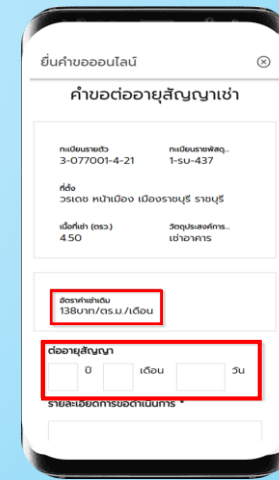 ยื่นคำขอออนไลน์
คำขอต่ออายุสัญญาเช่า
ทะเบียนรายตัว ทะเบียนราชพัสดุ...
3-077001-4-21 1-รบ-437
ที่ตั้ง
วรเดช หน้าเมือง เมืองราชบุรี ราชบุรี
เนื้อที่เช่า (ตรว.) วัตถุประสงค์การ...
4.50 เช่าอาคาร
อัตราค่าเช่าเดิม
138บาท/ตร.ม./เดือน
ต่ออายุสัญญา
ปี เดือน วัน
รายละเอียดการขอดำเนินการ *